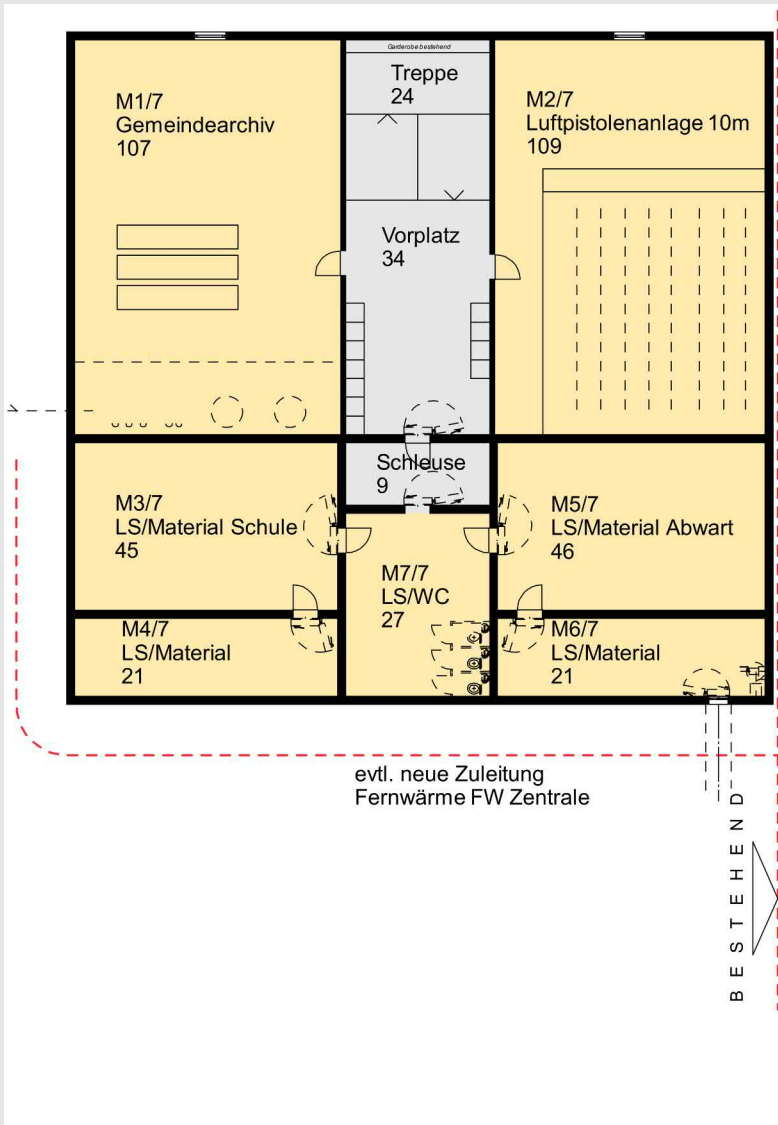 Garderobe bestehend
Treppe
24
M1/7
Gemeindearchiv
107
M2/7
Luftpistolenanlage 10m
109
Vorplatz
34
Schleuse
9
M3/7
LS/Material Schule
45
M5/7
LS/Material Abwart
46
M7/7
LS/WC
27
M4/7
LS/Material
21
M6/7
LS/Material
21
evtl. neue Zuleitung
Fernwärme FW Zentrale
BESTEHEND